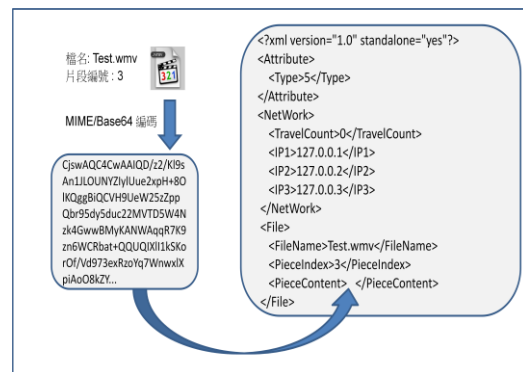 檔名: Test.wmv
片段編號 : 3
321
MIME/Base64 編碼
CjswAQC4CwAAIQD/z2/Kl9s
An1JLOUNYZIylUue2xpH+8O
lKQggBiQCVH9UeW25zZpp
Qbr95dy5duc22MVTD5W4N
zk4GwwBMyKANWAqqR7K9
zn6WCRbat+QQUQIXlI1kSKo
rOf/Vd973exRzoYq7WnwxlX
piAoO8kZY...
<?xml version="1.0" standalone="yes"?>
<Attribute>
<Type>5</Type>
</Attribute>
<NetWork>
<TravelCount>0</TravelCount>
<IP1>127.0.0.1</IP1>
<IP2>127.0.0.2</IP2>
<IP3>127.0.0.3</IP3>
</NetWork>
<File>
<FileName>Test.wmv</FileName>
<PieceIndex>3</PieceIndex>
<PieceContent> </PieceContent>
</File>